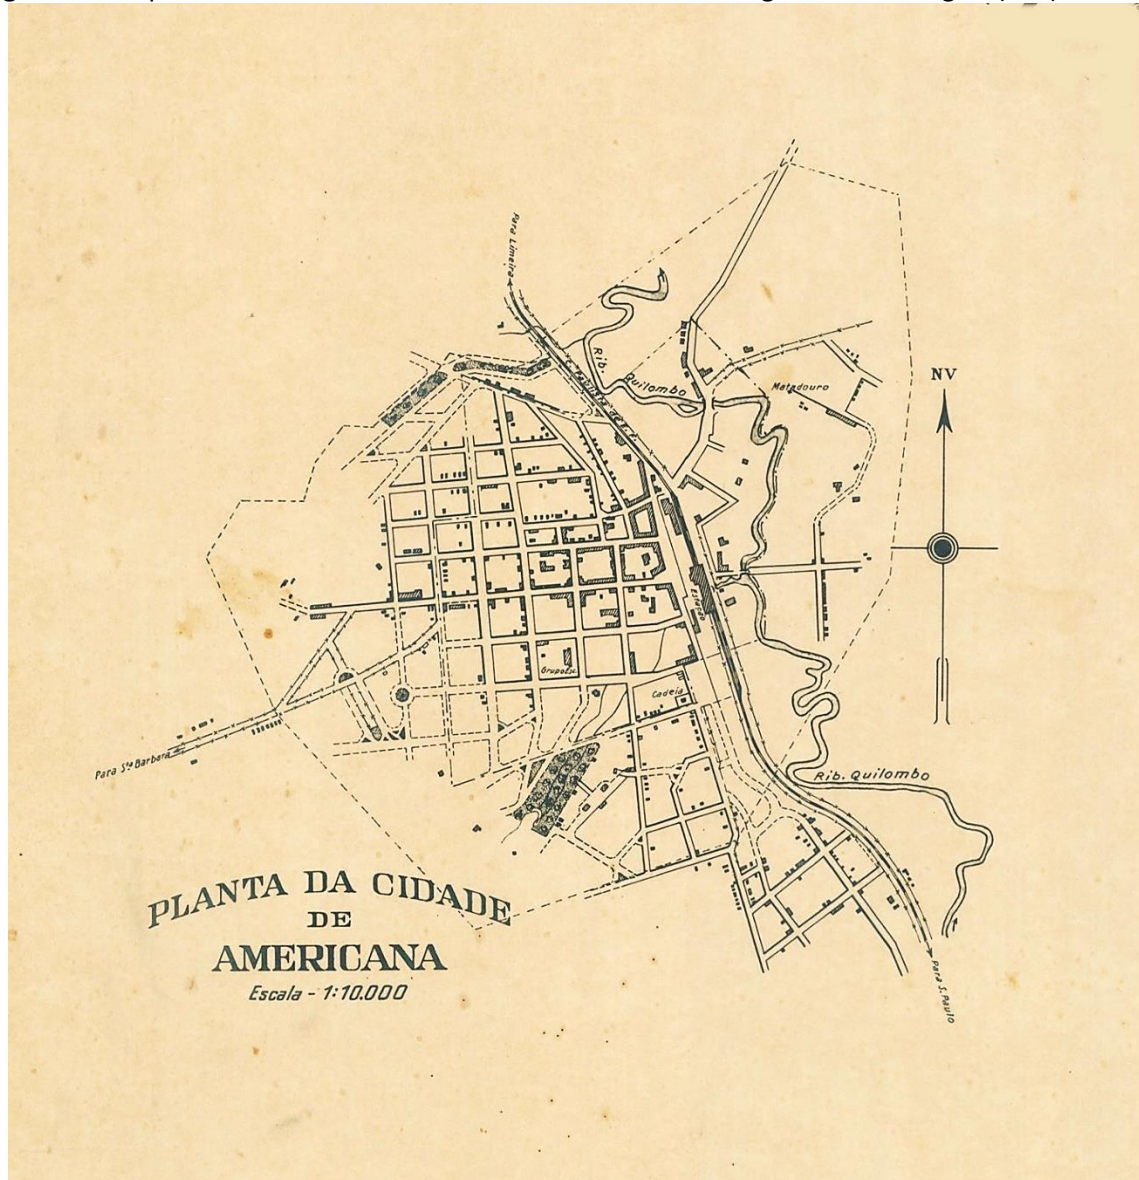 Para Limeira
Rib. Quilombo
NV
Matadouro
Estação
Grupo Esc.
Cadeia
Para Sta Barbara
Rib. Quilombo
PLANTA DA CIDADE
DE
AMERICANA
Escala - 1:10.000
Para S. Paulo